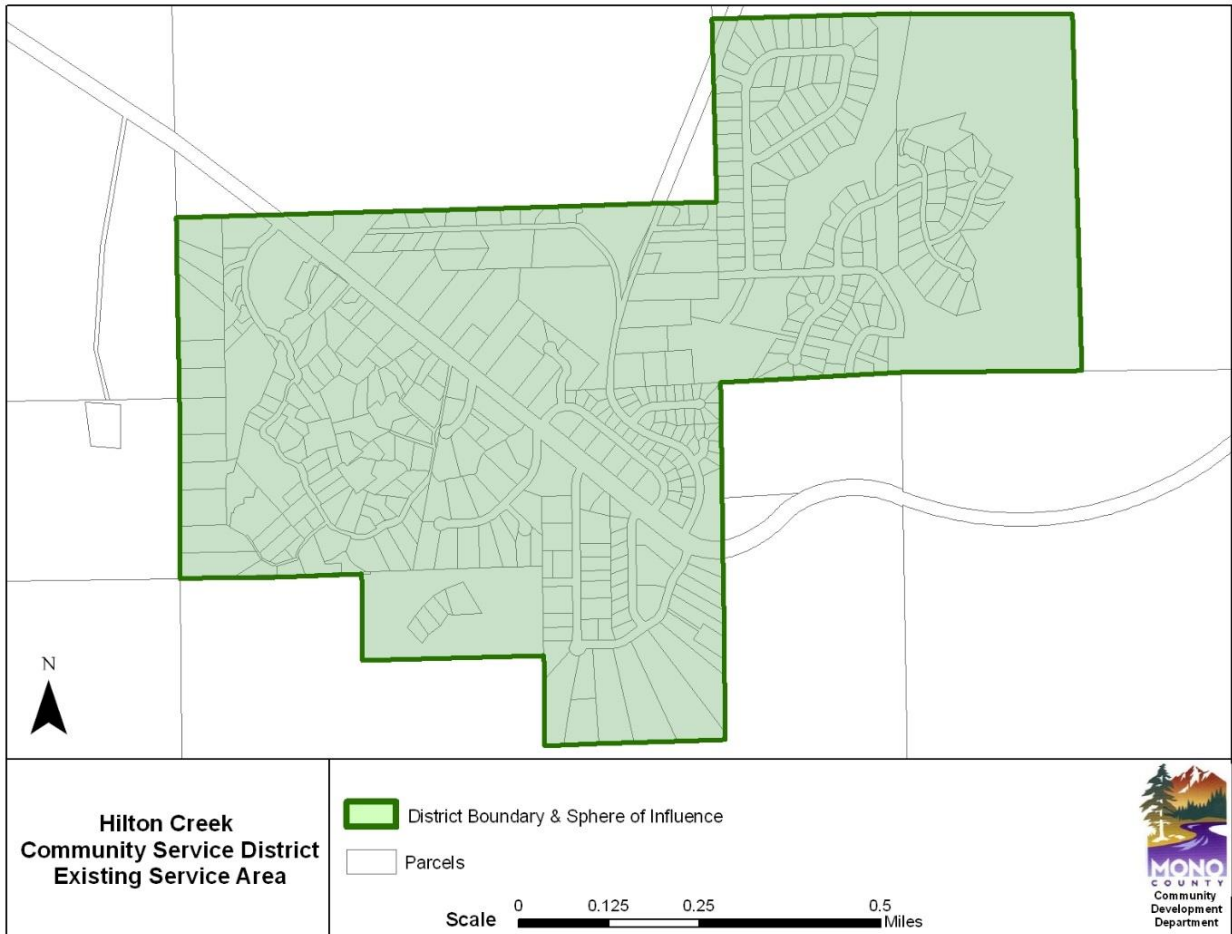 N
Hilton Creek
Community Service District
Existing Service Area
District Boundary & Sphere of Influence
Parcels
Scale
0 0.125 0.25 0.5
Miles
MONO
COUNTY
Community
Development
Department